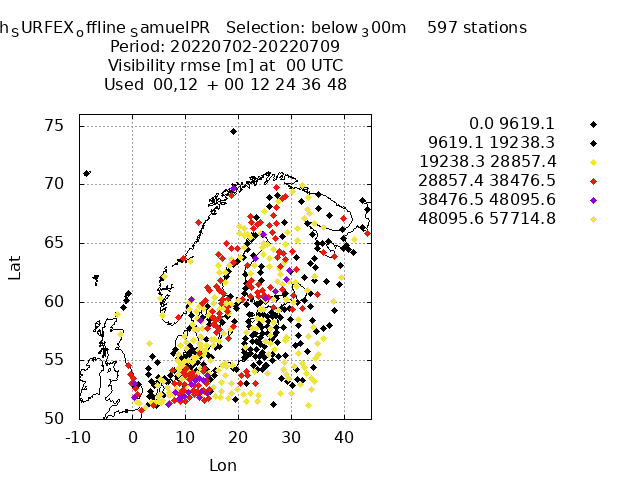 hSURFEXoffline SamuelPR   Selection: below 300m    597 stations
Period: 20220702-20220709
Visibility rmse [m] at  00 UTC
Used  00,12  + 00 12 24 36 48
0.0 9619.1
9619.1 19238.3
19238.3 28857.4
28857.4 38476.5
38476.5 48095.6
48095.6 57714.8
75
70
65
60
55
50
Lat
-10 0 10 20 30 40
Lon